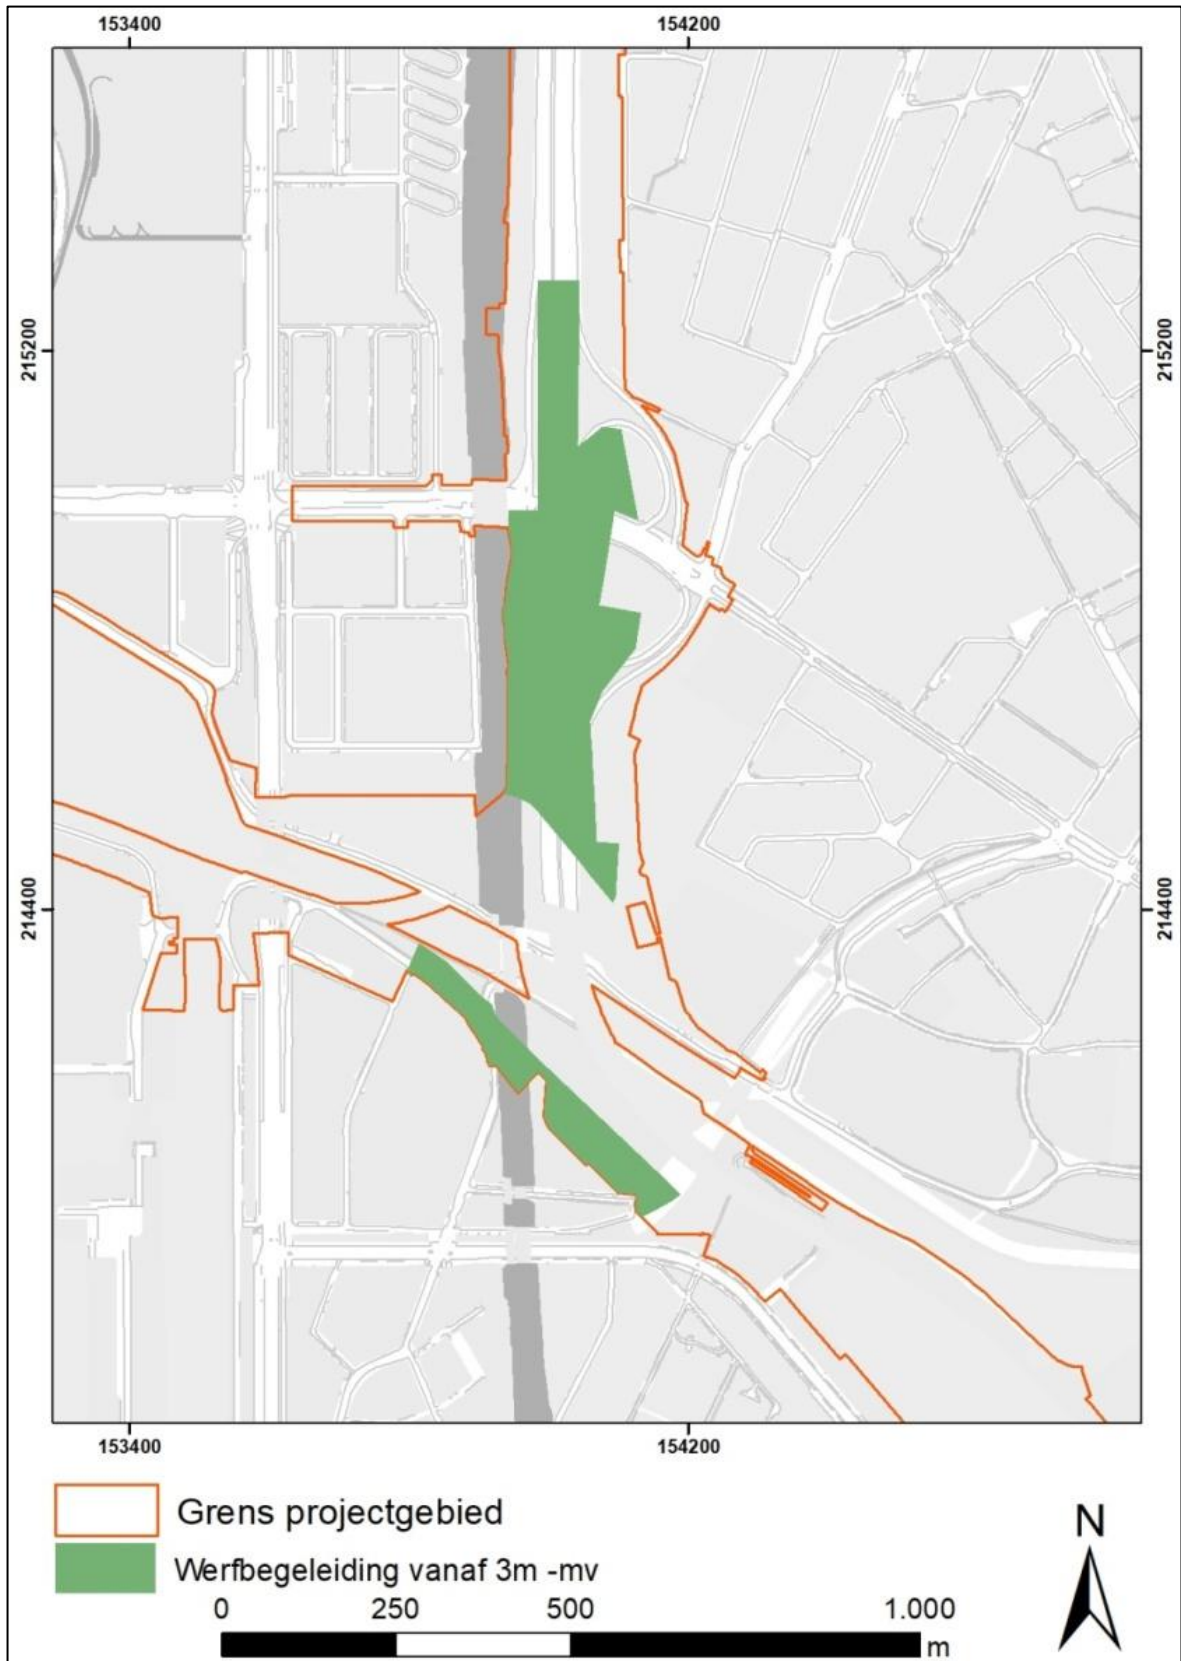 153400 154200
215200 215200
214400 214400
153400 154200
Grens projectgebied
Werfbegeleiding vanaf 3m -mv
0 250 500 1.000
m
N